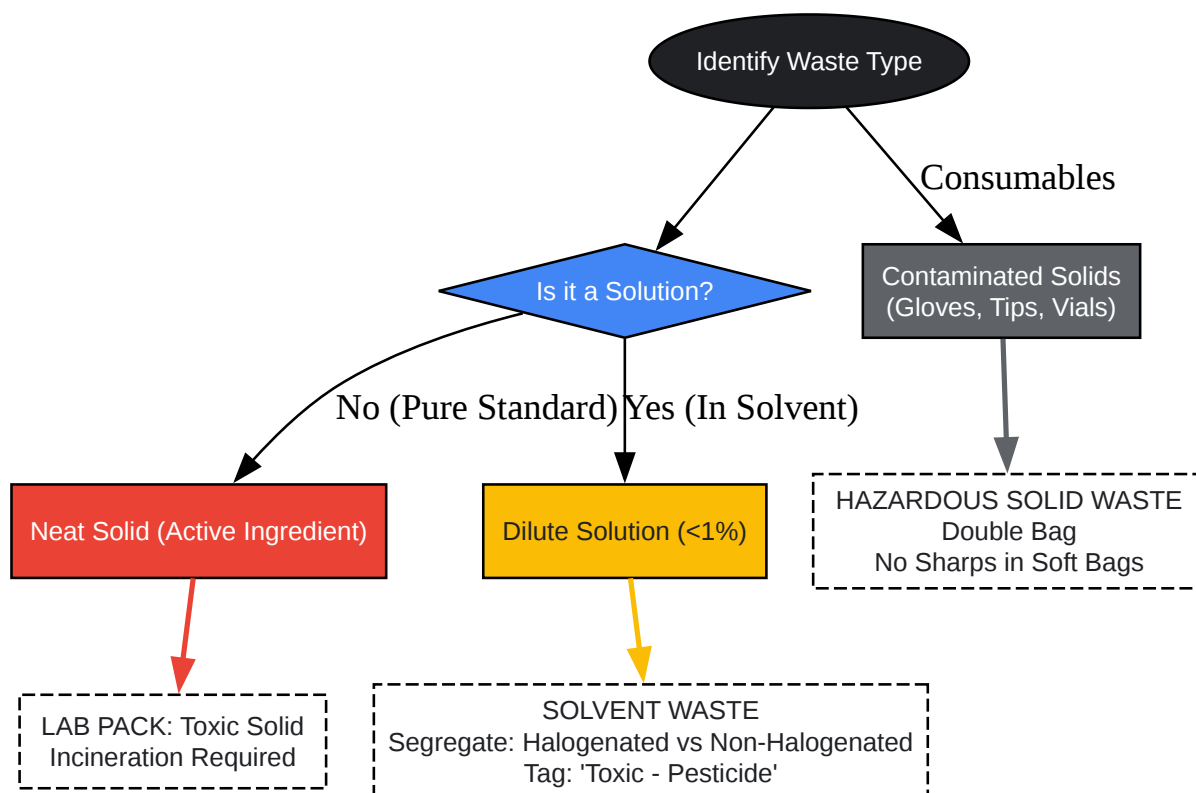 Identify Waste Type
Consumables
Is it a Solution?
Contaminated Solids
(Gloves, Tips, Vials)
No (Pure Standard)
Yes (In Solvent)
Neat Solid (Active Ingredient)
Dilute Solution (<1%)
HAZARDOUS SOLID WASTE
Double Bag
No Sharps in Soft Bags
LAB PACK: Toxic Solid
Incineration Required
SOLVENT WASTE
Segregate: Halogenated vs Non-Halogenated
Tag: 'Toxic - Pesticide'